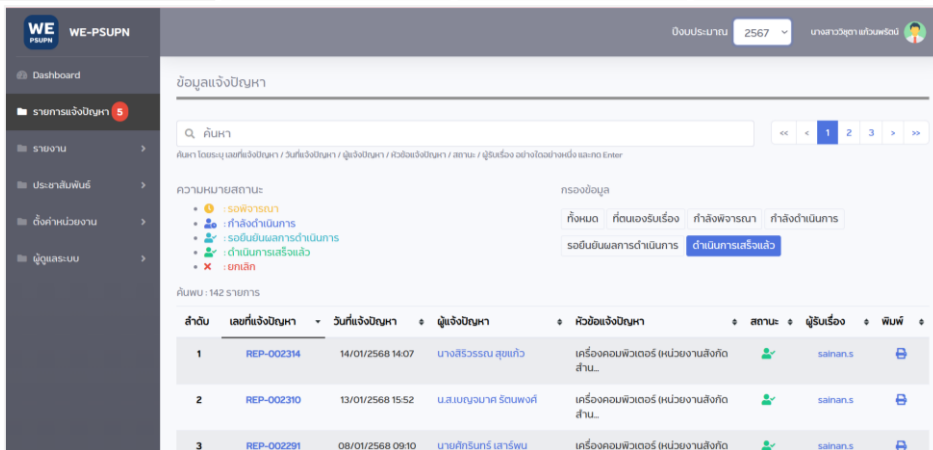 WE
PSUPN
WE-PSUPN
ปีงบประมาณ 2567
Dashboard
รายการแจ้งปัญหา 5
รายงาน
ประชาสัมพันธ์
ตั้งค่าหน่วยงาน
ผู้ดูแลระบบ
ข้อมูลแจ้งปัญหา
ค้นหา
<< < 1 2 3 > >>
ค้นหา โดยระบุ เลขที่แจ้งปัญหา / วันที่แจ้งปัญหา / ผู้แจ้งปัญหา / หัวข้อแจ้งปัญหา / สถานะ / ผู้รับเรื่อง อย่างใดอย่างหนึ่ง และกด Enter
ความหมายสถานะ
: รอพิจารณา
: กำลังดำเนินการ
: รอยืนยันผลการดำเนินการ
: ดำเนินการเสร็จแล้ว
: ยกเลิก
กรองข้อมูล
ทั้งหมด ที่ตนเองรับเรื่อง กำลังพิจารณา กำลังดำเนินการ
รอยืนยันผลการดำเนินการ ดำเนินการเสร็จแล้ว
ค้นพบ : 142 รายการ
ลำดับ เลขที่แจ้งปัญหา วันที่แจ้งปัญหา ผู้แจ้งปัญหา หัวข้อแจ้งปัญหา สถานะ ผู้รับเรื่อง พิมพ์
1 REP-002314 14/01/2568 14:07 นางสิริวรรณ สุขแก้ว เครื่องคอมพิวเตอร์ (หน่วยงานสังกัด
สำน... sainan.s
2 REP-002310 13/01/2568 15:52 น.ส.เบญจมาศ รัตนพงศ์ เครื่องคอมพิวเตอร์ (หน่วยงานสังกัด
สำน... sainan.s
3 REP-002291 08/01/2568 09:10 นายศักรินทร์ เสาร์พูน เครื่องคอมพิวเตอร์ (หน่วยงานสังกัด
sainan.s